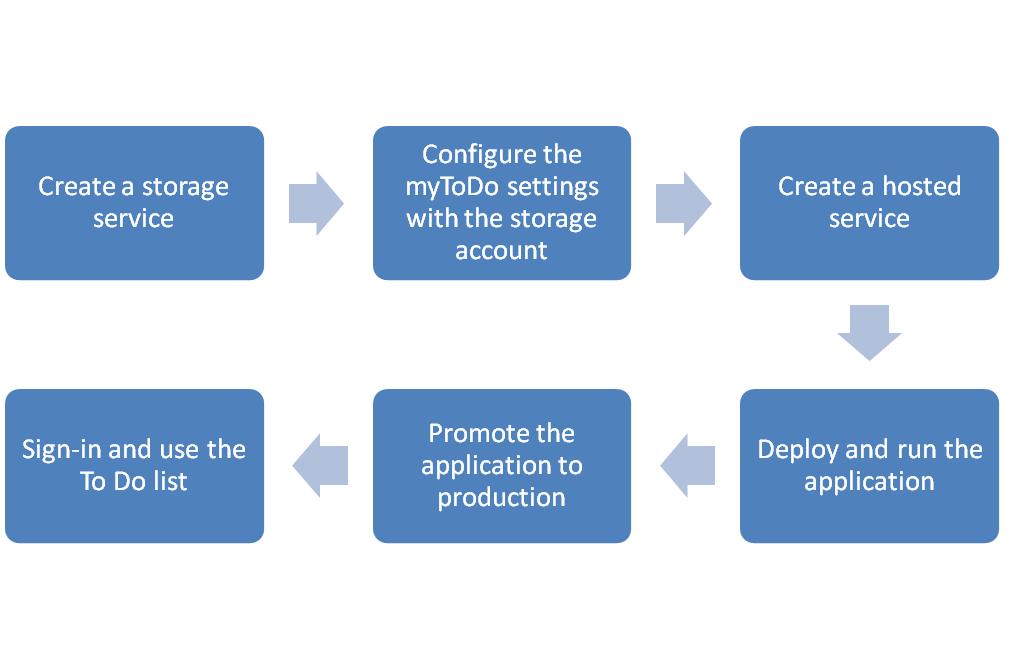 Create a storage
service
Configure the
myToDo settings
with the storage
account
Create a hosted
service
Deploy and run the
application
Promote the
application to
production
Sign-in and use the
To Do list